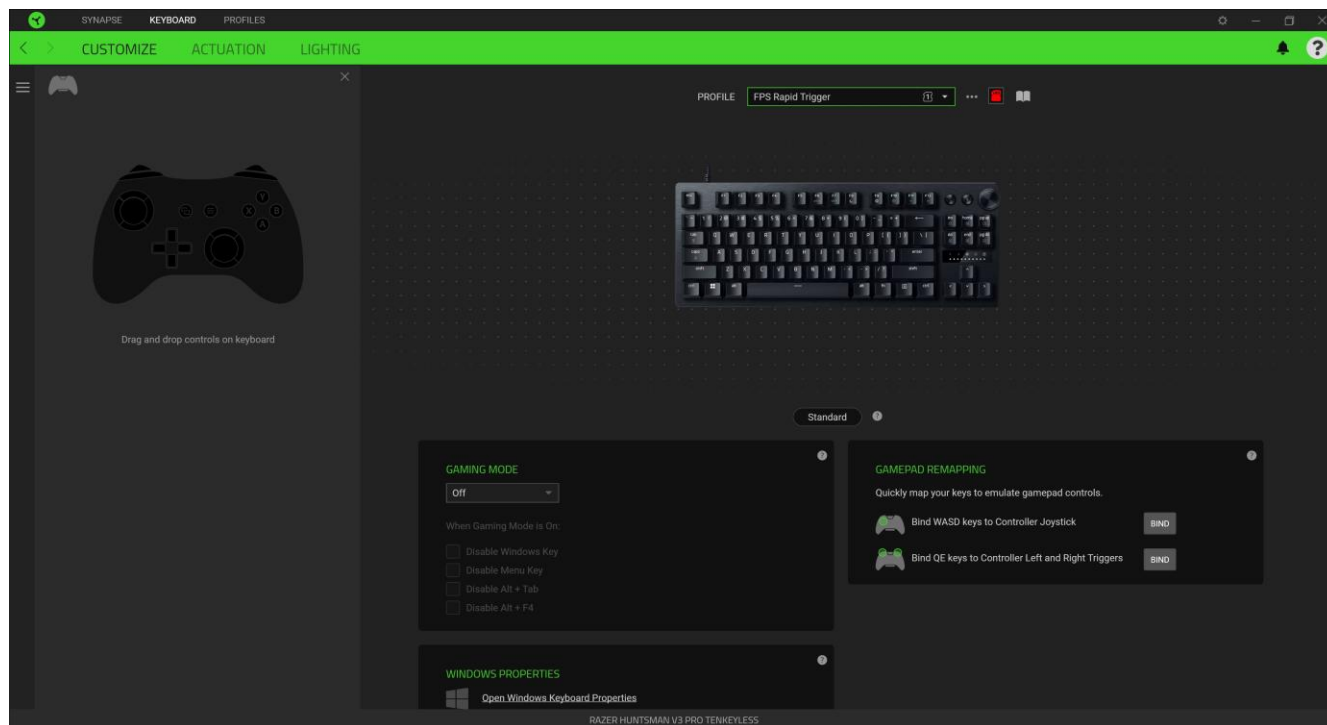 SYNAPSE KEYBOARD PROFILES
CUSTOMIZE ACTUATION LIGHTING
?
PROFILE FPS Rapid Trigger 1
Y
X B
A
Drag and drop controls on keyboard
Standard ?
GAMING MODE ?
Off
When Gaming Mode is On:
Disable Windows Key
Disable Menu Key
Disable Alt + Tab
Disable Alt + F4
GAMEPAD REMAPPING ?
Quickly map your keys to emulate gamepad controls.
Bind WASD keys to Controller Joystick BIND
Bind QE keys to Controller Left and Right Triggers BIND
WINDOWS PROPERTIES ?
Open Windows Keyboard Properties
RAZER HUNTSMAN V3 PRO TENKEYLESS